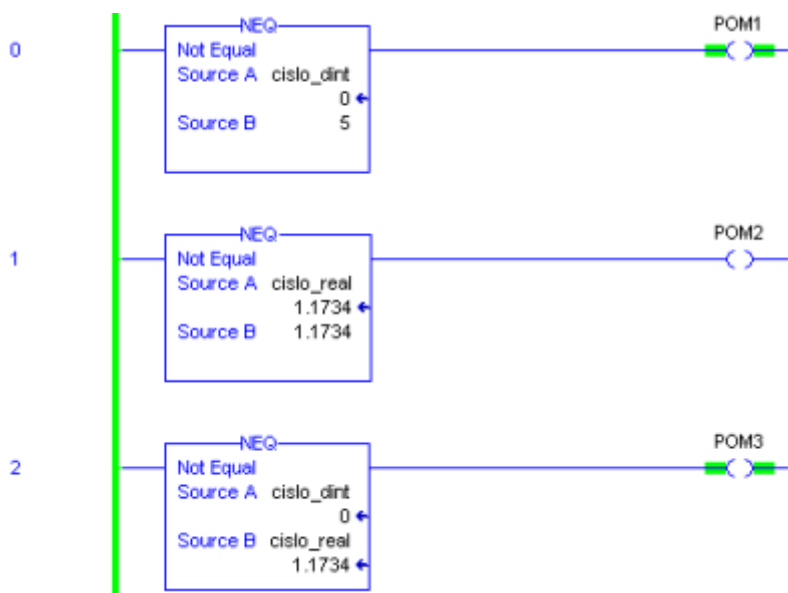 NEQ
POM1
0
Not Equal
Source A cislo_dint
0
Source B 5
NEQ
POM2
1
Not Equal
Source A cislo_real
1.1734
Source B 1.1734
NEQ
POM3
2
Not Equal
Source A cislo_dint
0
Source B cislo_real
1.1734